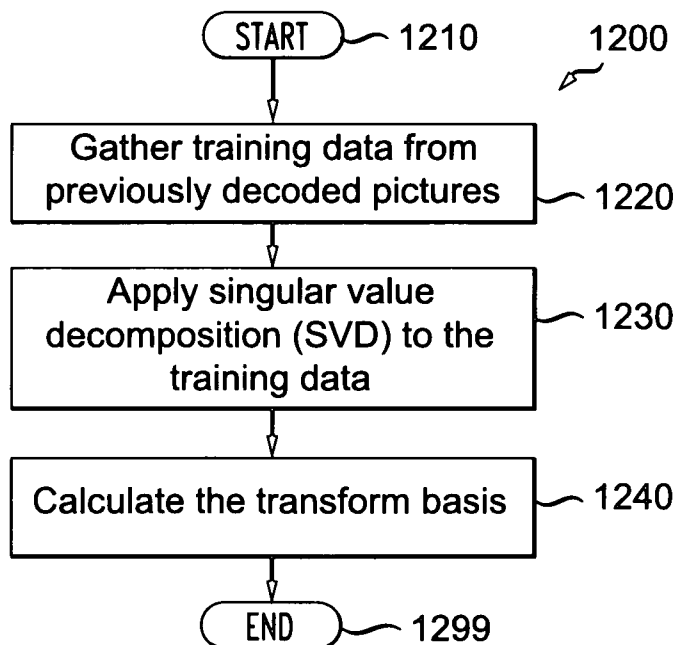 START
1210
1200
Gather training data from
previously decoded pictures
1220
Apply singular value
decomposition (SVD) to the
training data
1230
Calculate the transform basis
1240
END
1299